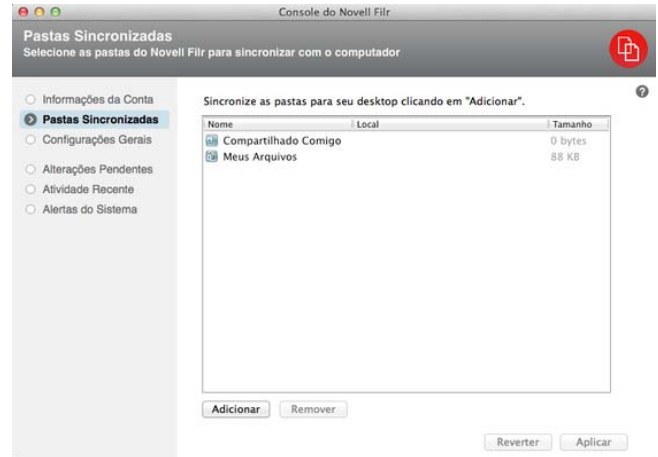 Console do Novell Filr
Pastas Sincronizadas
Selecione as pastas do Novell Filr para sincronizar com o computador
Informações da Conta
Pastas Sincronizadas
Configurações Gerais
Alterações Pendentes
Atividade Recente
Alertas do Sistema
Sincronize as pastas para seu desktop clicando em "Adicionar".
Nome Local Tamanho
Compartilhado Comigo 0 bytes
Meus Arquivos 88 KB
Adicionar Remover
Reverter Aplicar